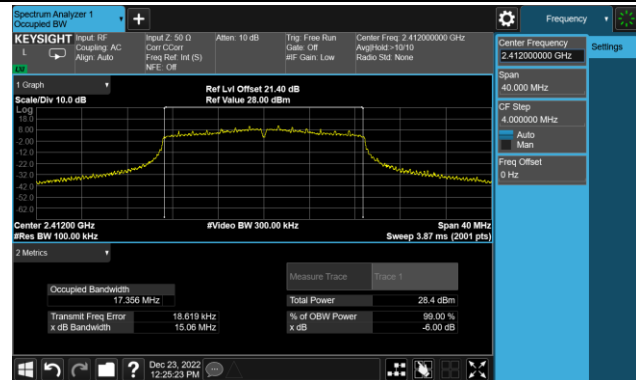 Spectrum Analyzer 1
Occupied BW
Frequency
KEYSIGHT
L
Input: RF
Coupling: AC
Align: Auto
Input Z: 50 Ω
Corr CCorr
Freq Ref: Int (S)
NFE: Off
Atten: 10 dB
Trig: Free Run
Gate: Off
#IF Gain: Low
Center Freq: 2.412000000 GHz
Avg|Hold:>10/10
Radio Std: None
Center Frequency
2.412000000 GHz
Settings
Span
40.000 MHz
CF Step
4.000000 MHz
Auto
Man
Freq Offset
0 Hz
1 Graph
Scale/Div 10.0 dB
Ref Lvl Offset 21.40 dB
Ref Value 28.00 dBm
Log
18.0
8.00
-2.00
-12.0
-22.0
-32.0
-42.0
-52.0
-62.0
Center 2.41200 GHz
#Res BW 100.00 kHz
#Video BW 300.00 kHz
Span 40 MHz
Sweep 3.87 ms (2001 pts)
2 Metrics
Measure Trace
Trace 1
Occupied Bandwidth
17.356 MHz
Total Power
28.4 dBm
Transmit Freq Error
18.619 kHz
% of OBW Power
99.00 %
x dB Bandwidth
15.06 MHz
x dB
-6.00 dB
?
Dec 23, 2022
12:25:23 PM